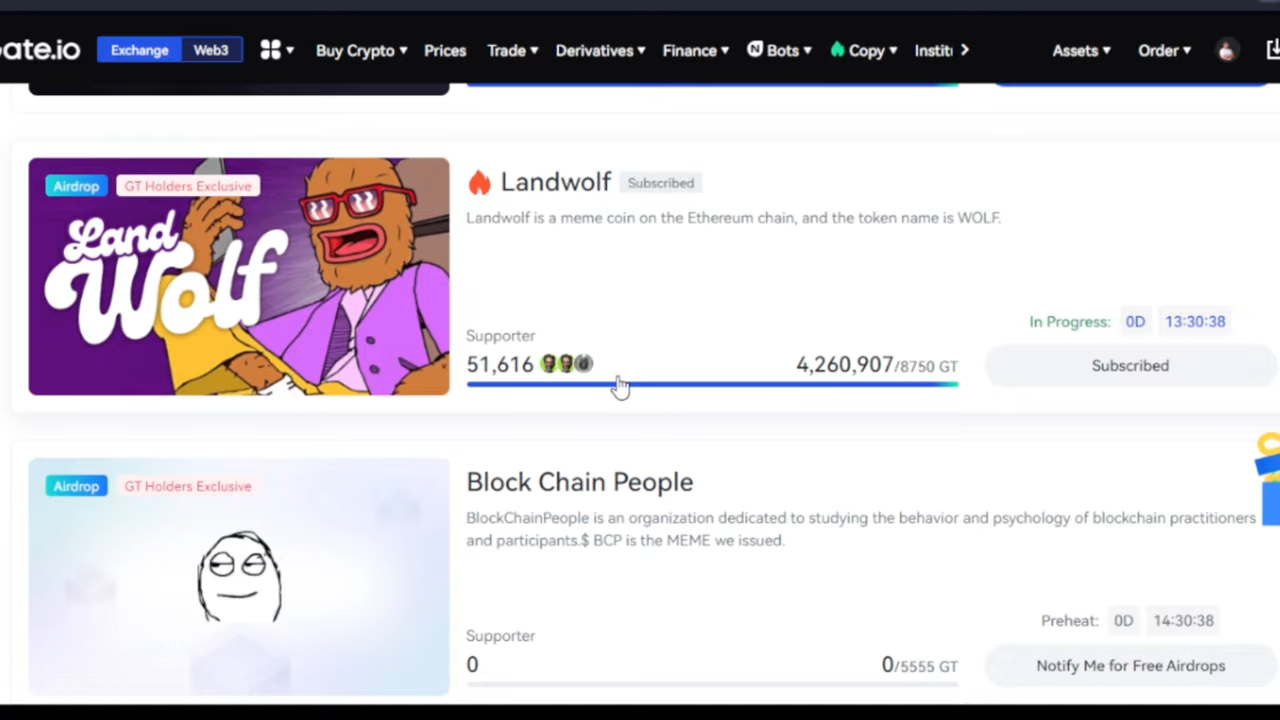 ate.io Exchange Web3 Buy Crypto Prices Trade Derivatives Finance Bots Copy Instit Assets Order
Airdrop GT Holders Exclusive
Land
Wolf
Landwolf Subscribed
Landwolf is a meme coin on the Ethereum chain, and the token name is WOLF.
In Progress: 0D 13:30:38
Supporter
51,616 4,260,907/8750 GT
Subscribed
Airdrop GT Holders Exclusive
Block Chain People
BlockChainPeople is an organization dedicated to studying the behavior and psychology of blockchain practitioners
and participants.$ BCP is the MEME we issued.
Preheat: 0D 14:30:38
Supporter
0 0/5555 GT
Notify Me for Free Airdrops